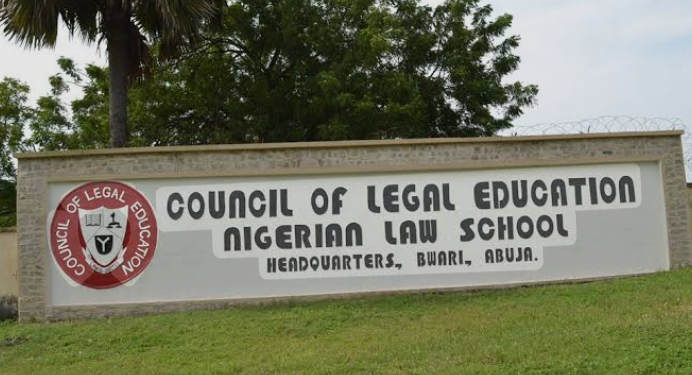 COUNCIL OF LEGAL EDUCATION
COUNCIL OF LEGAL EDUCATION
NIGERIAN LAW SCHOOL
HEADQUARTERS, BWARI, ABUJA.